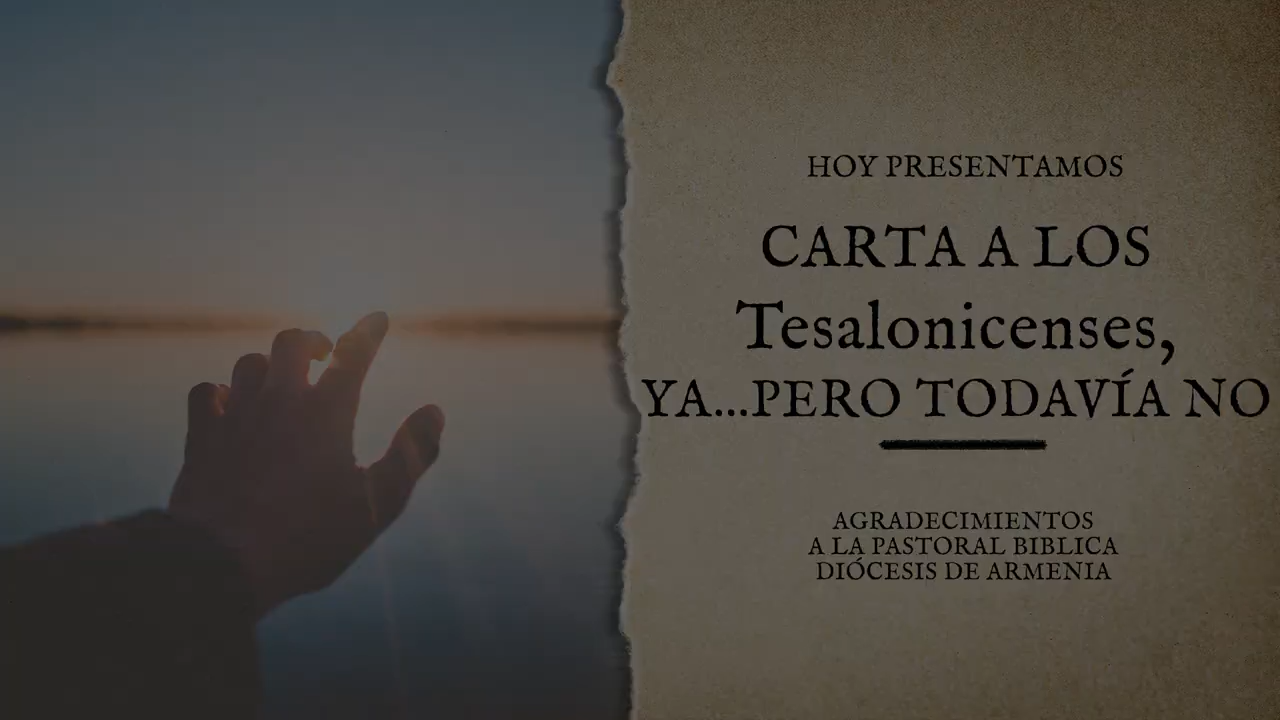 HOY PRESENTAMOS
CARTA A LOS
Tesalonicenses,
YA...PERO TODAVÍA NO
AGRADECIMIENTOS
A LA PASTORAL BIBLICA
DIÓCESIS DE ARMENIA